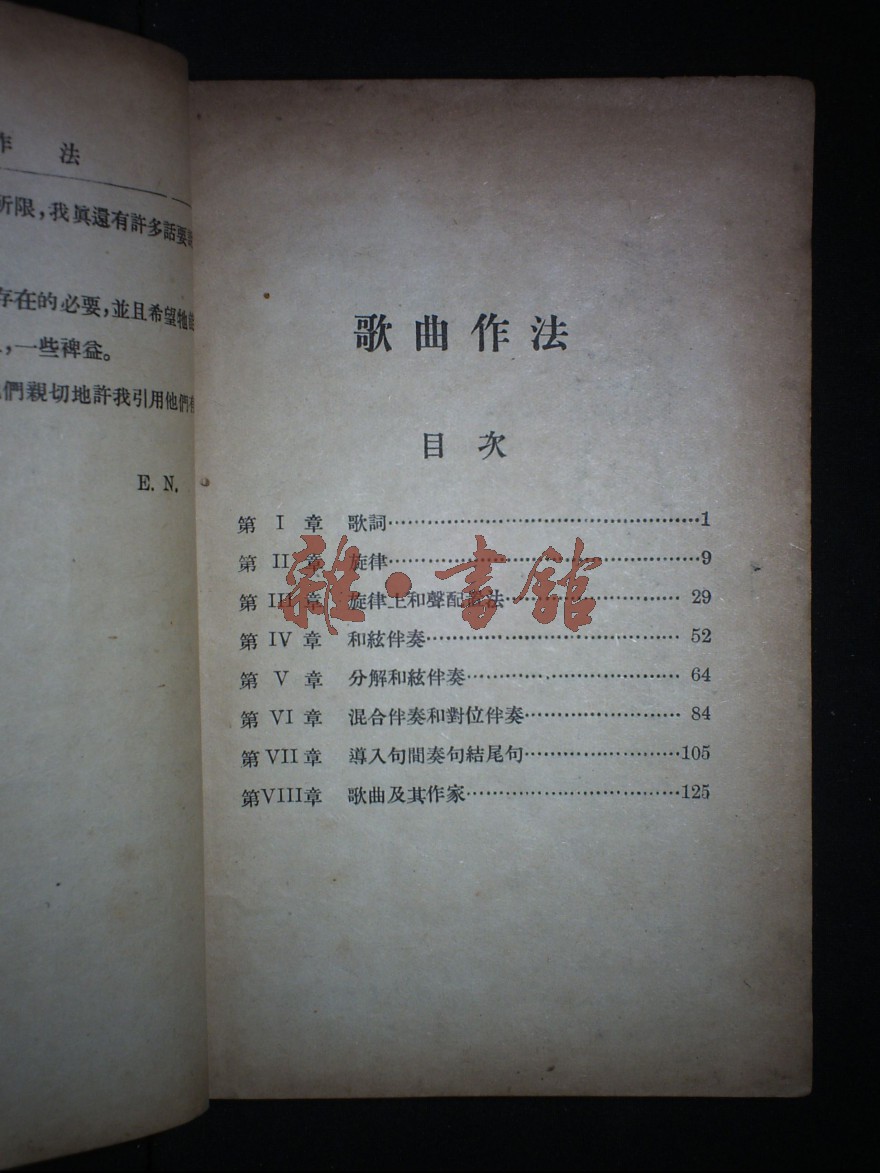 作 法
所限，我眞還有許多話要
存在的必要，並且希望牠能
，一些裨益。
們親切地許我引用他們有
E. N.
歌曲作法
目次
第 I 章 歌詞……………………………………1
第 II 章 旋律……………………………………9
第 III 章 旋律上和聲配置法……………………29
第 IV 章 和絃伴奏………………………………52
第 V 章 分解和絃伴奏…………………………64
第 VI 章 混合伴奏和對位伴奏…………………84
第 VII 章 導入句間奏句結尾句…………………105
第 VIII 章 歌曲及其作家…………………………125
雜·書館